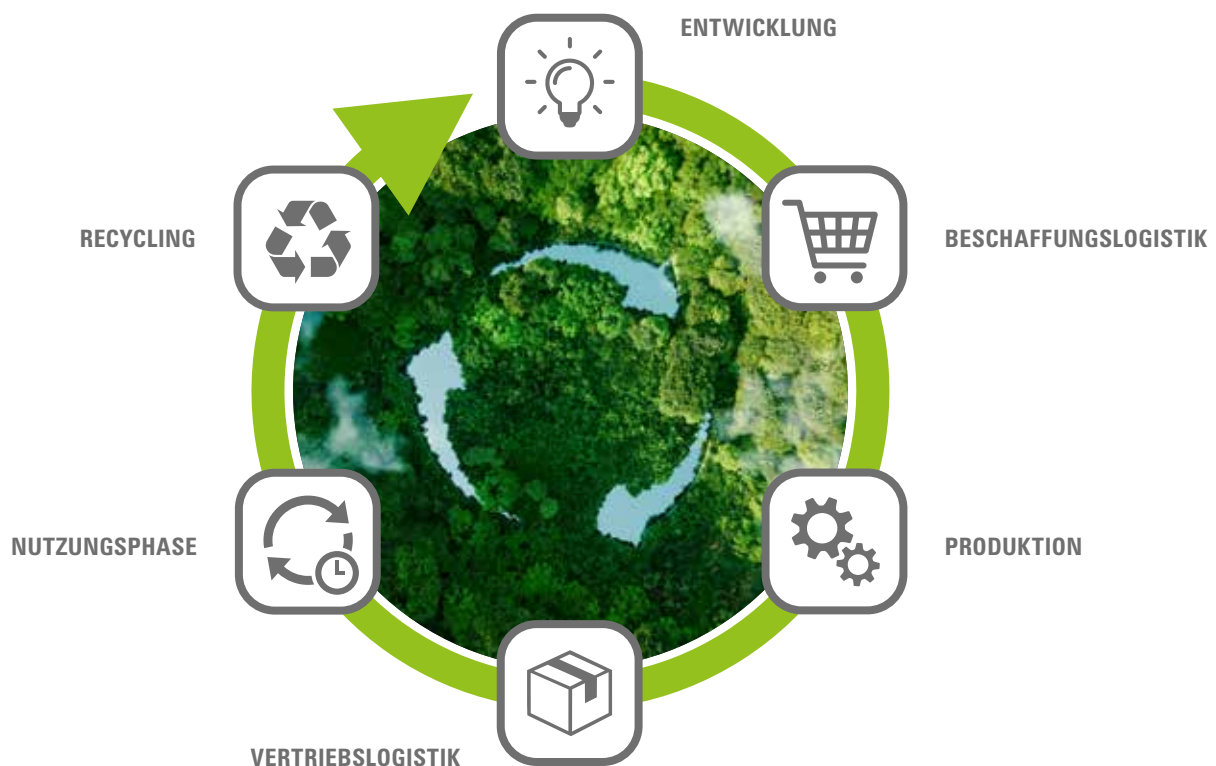 ENTWICKLUNG
BESCHAFFUNGSLOGISTIK
PRODUKTION
VERTRIEBSLOGISTIK
NUTZUNGSPHASE
RECYCLING